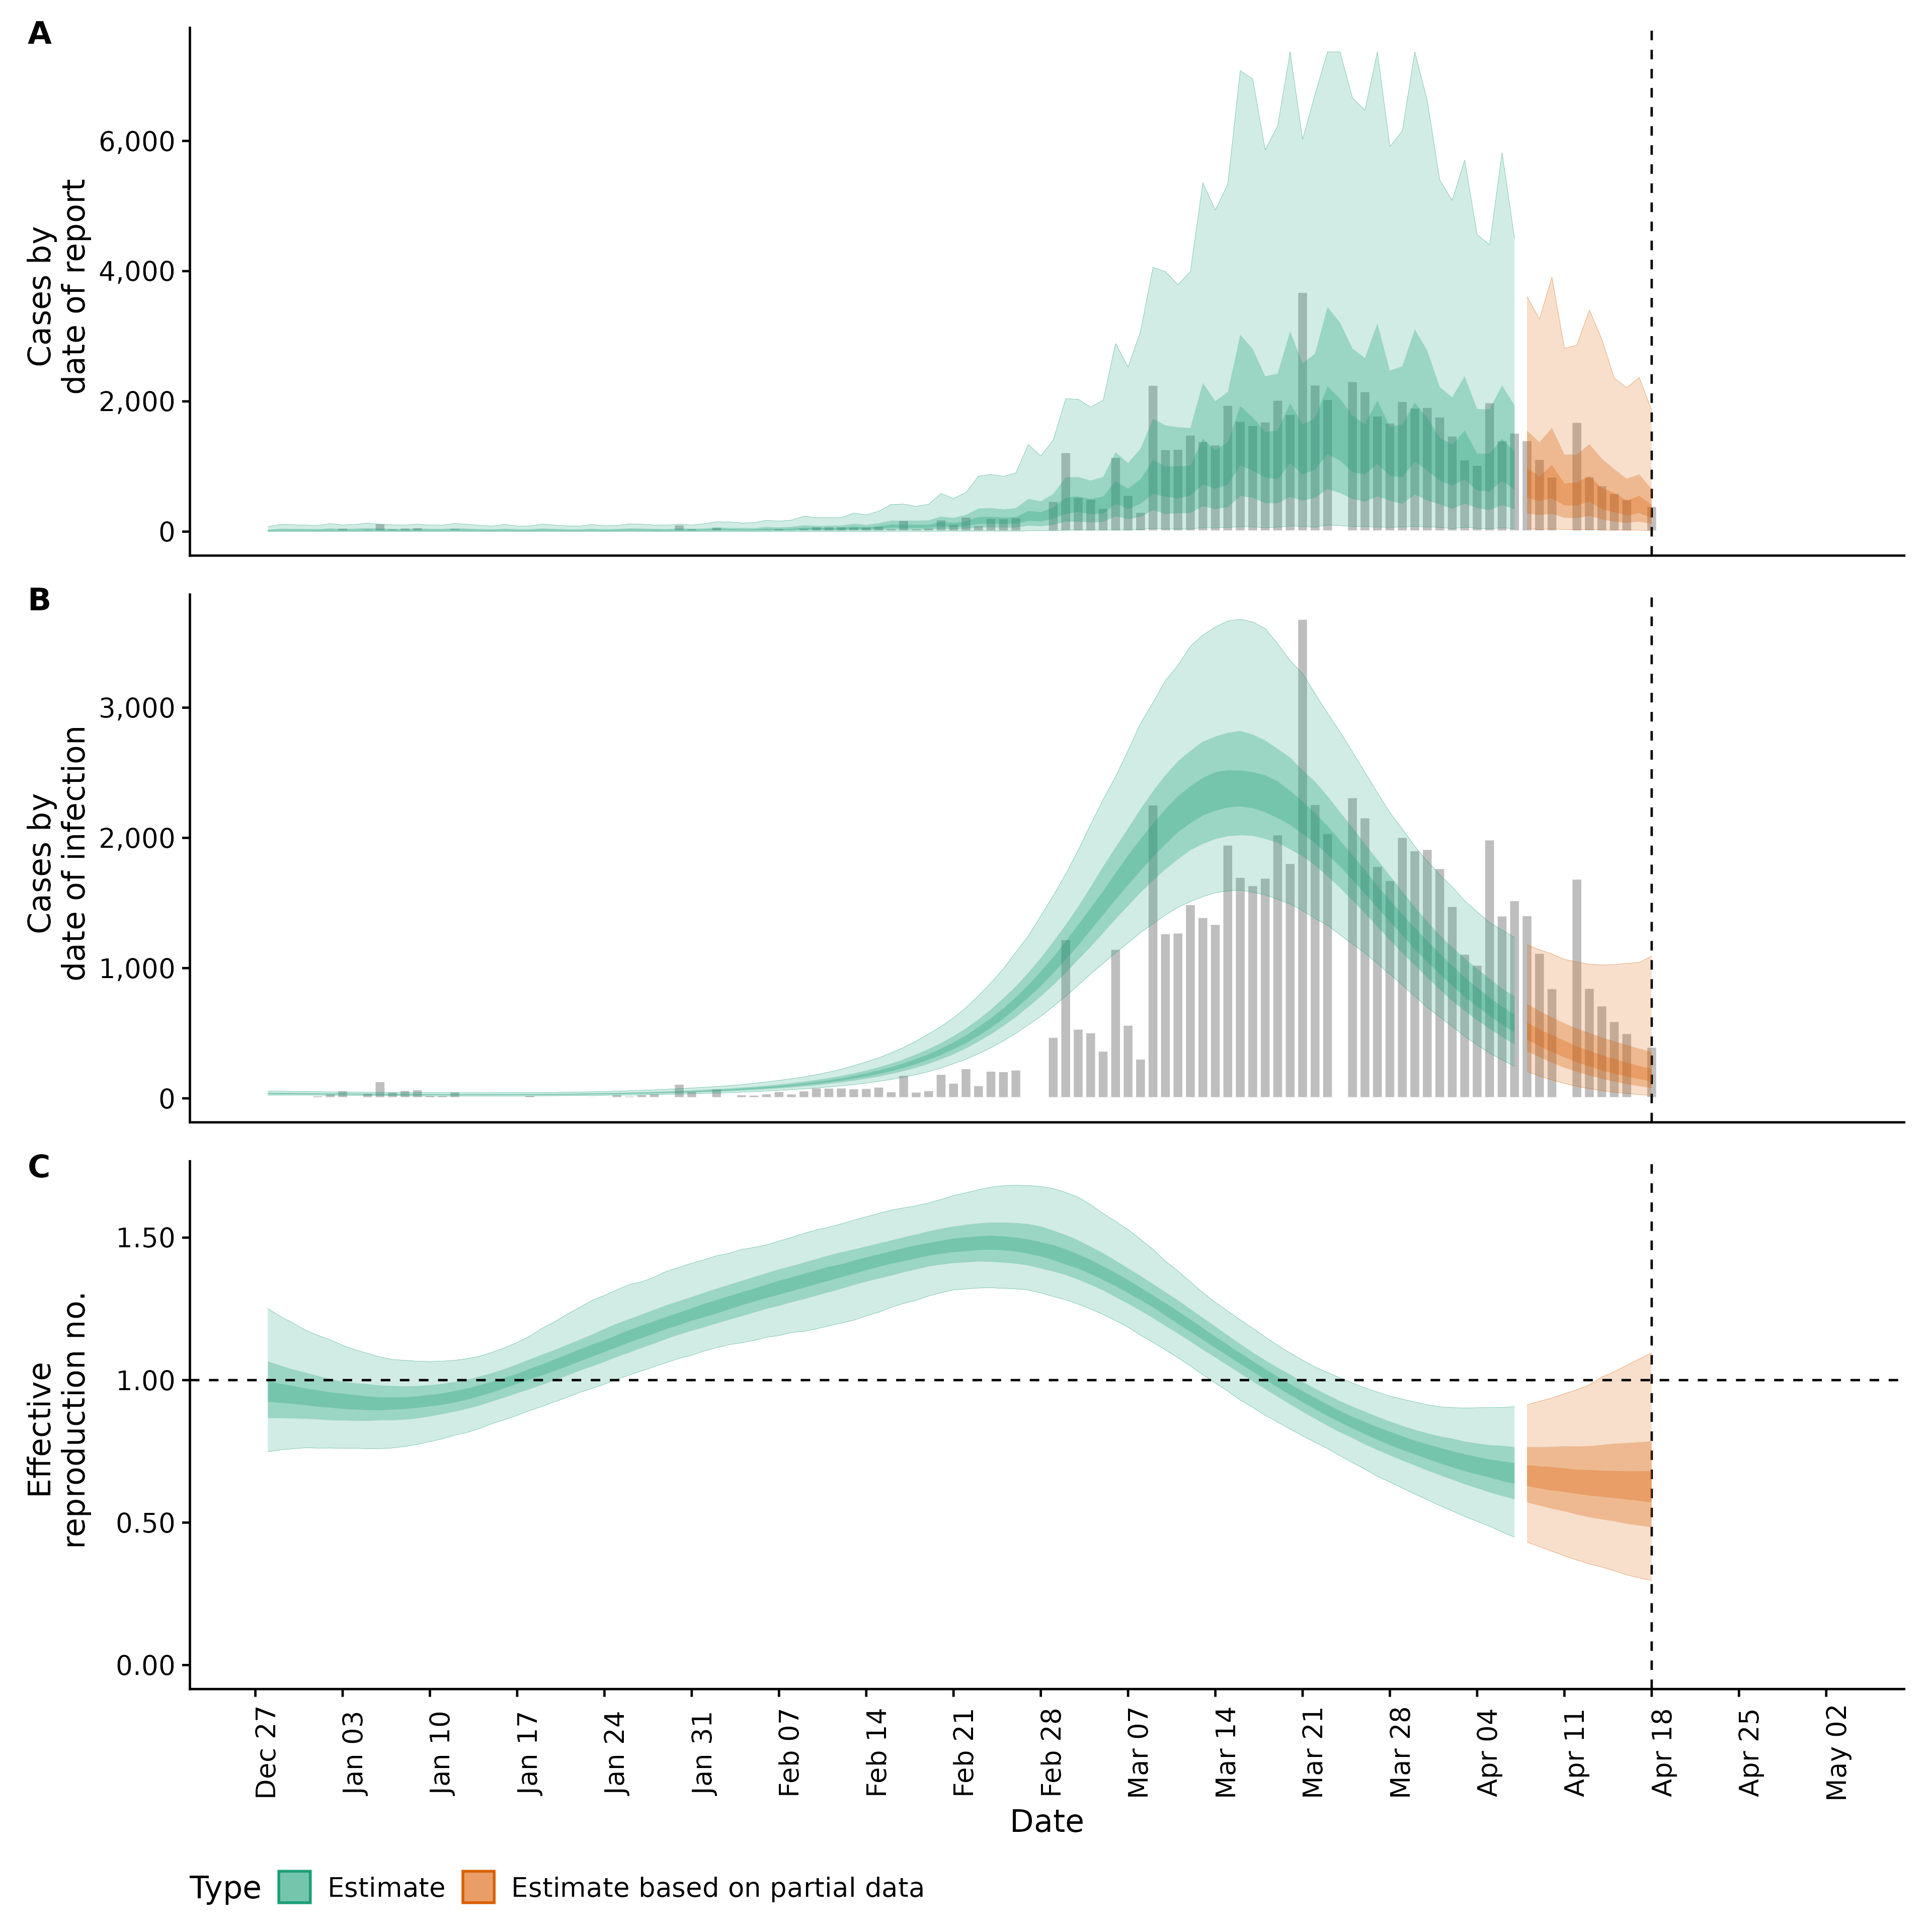 A
Cases by
date of report
6,000
4,000
2,000
0
B
Cases by
date of infection
3,000
2,000
1,000
0
C
Effective
reproduction no.
1.50
1.00
0.50
0.00
Dec 27
Jan 03
Jan 10
Jan 17
Jan 24
Jan 31
Feb 07
Feb 14
Feb 21
Feb 28
Mar 07
Mar 14
Mar 21
Mar 28
Apr 04
Apr 11
Apr 18
Apr 25
May 02
Date
Type Estimate Estimate based on partial data